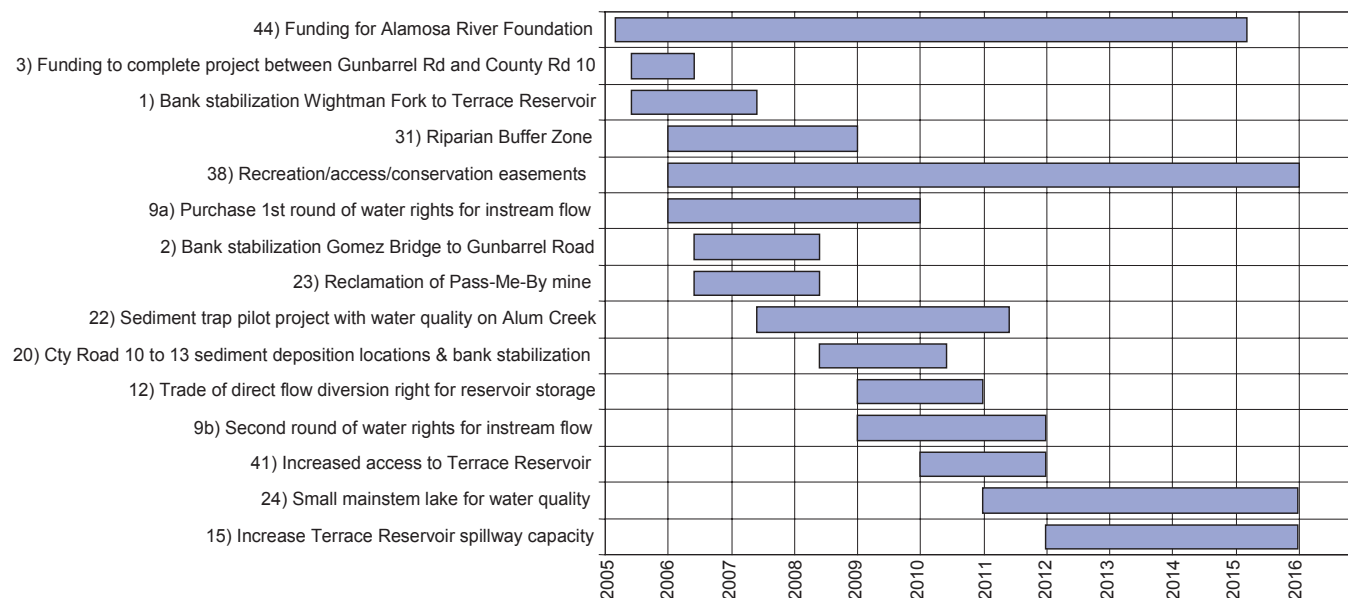 44) Funding for Alamosa River Foundation
3) Funding to complete project between Gunbarrel Rd and County Rd 10
1) Bank stabilization Wightman Fork to Terrace Reservoir
31) Riparian Buffer Zone
38) Recreation/access/conservation easements
9a) Purchase 1st round of water rights for instream flow
2) Bank stabilization Gomez Bridge to Gunbarrel Road
23) Reclamation of Pass-Me-By mine
22) Sediment trap pilot project with water quality on Alum Creek
20) Cty Road 10 to 13 sediment deposition locations & bank stabilization
12) Trade of direct flow diversion right for reservoir storage
9b) Second round of water rights for instream flow
41) Increased access to Terrace Reservoir
24) Small mainstem lake for water quality
15) Increase Terrace Reservoir spillway capacity
2005
2006
2007
2008
2009
2010
2011
2012
2013
2014
2015
2016